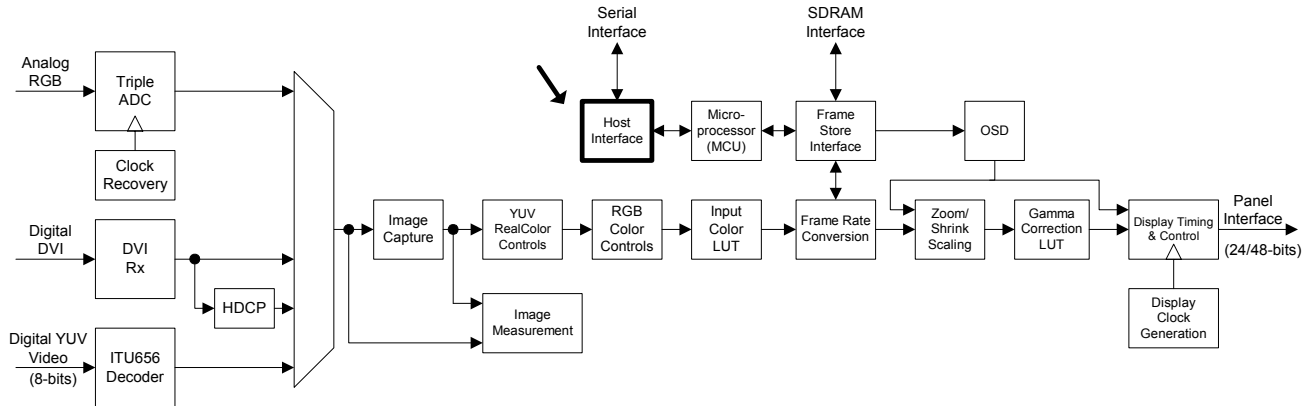 Serial
Interface
SDRAM
Interface
Analog
RGB
Triple
ADC
Clock
Recovery
Host
Interface
Micro-
processor
(MCU)
Frame
Store
Interface
OSD
Digital
DVI
DVI
Rx
HDCP
Image
Capture
YUV
RealColor
Controls
RGB
Color
Controls
Input
Color
LUT
Frame Rate
Conversion
Zoom/
Shrink
Scaling
Gamma
Correction
LUT
Display Timing
& Control
Panel
Interface
(24/48-bits)
Image
Measurement
Display
Clock
Generation
Digital YUV
Video
(8-bits)
ITU656
Decoder